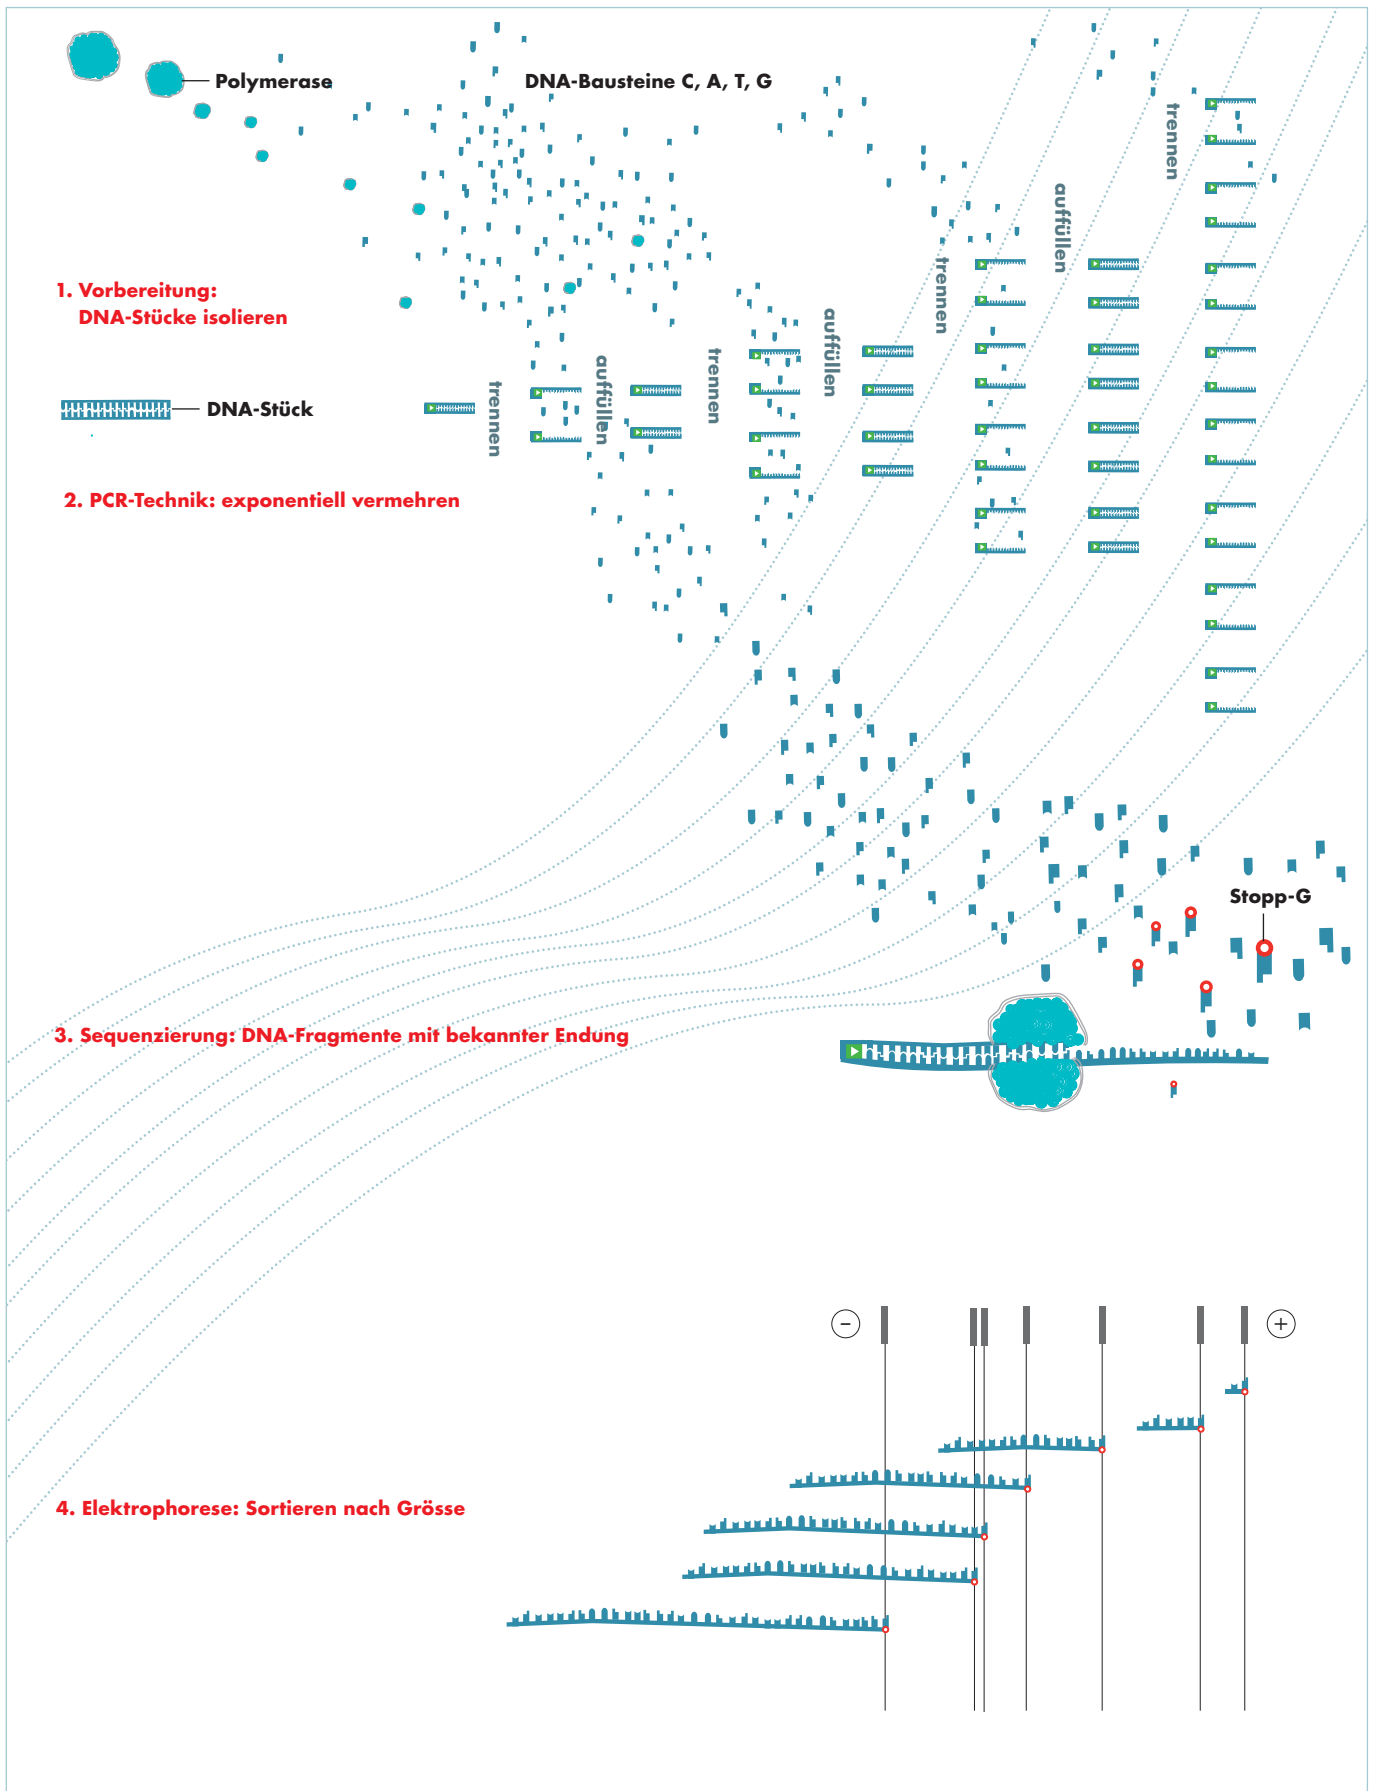 Polymerase
DNA-Bausteine C, A, T, G
1. Vorbereitung:
DNA-Stücke isolieren
DNA-Stück
trennen
auffüllen
trennen
auffüllen
trennen
auffüllen
trennen
2. PCR-Technik: exponentiell vermehren
Stopp-G
3. Sequenzierung: DNA-Fragmente mit bekannter Endung
−
+
4. Elektrophorese: Sortieren nach Grösse